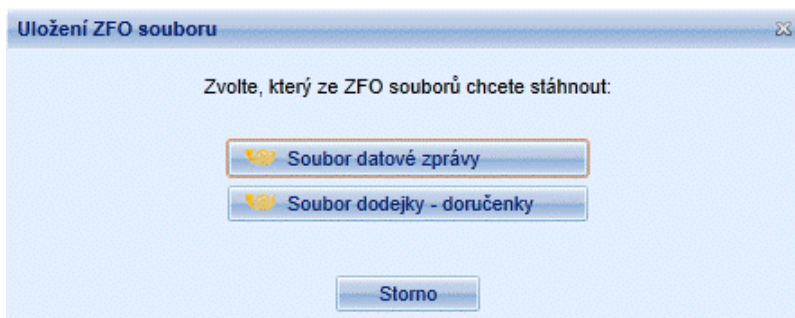 Uložení ZFO souboru
Zvolte, který ze ZFO souborů chcete stáhnout:
Soubor datové zprávy
Soubor dodejky - doručenky
Storno